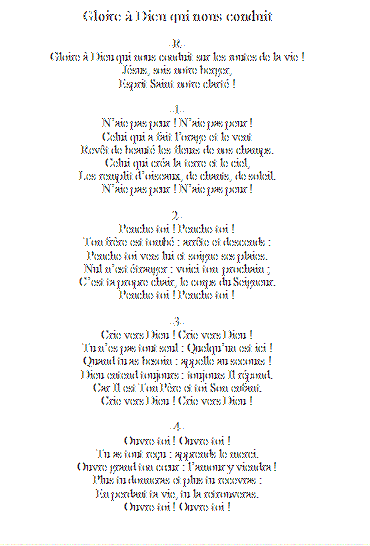 Gloire à Dieu qui nous conduit
-R-
Gloire à Dieu qui nous conduit sur les routes de la vie !
Jésus, sois notre berger,
Esprit Saint notre clarté !
-1-
N'aie pas peur ! N'aie pas peur !
Celui qui a fait l'orage et le vent
Revêt de beauté les fleurs de nos champs.
Celui qui créa la terre et le ciel,
Les remplit d'oiseaux, de chants, de soleil.
N'aie pas peur ! N'aie pas peur !
2-
Penche toi ! Penche toi !
Ton frère est tombé : arrête et descends :
Penche toi vers lui et soigne ses plaies.
Nul n'est étranger : voici ton prochain ;
C'est ta propre chair, le corps du Seigneur.
Penche toi ! Penche toi !
-3-
Crie vers Dieu ! Crie vers Dieu !
Tu n'es pas tout seul : Quelqu'un est ici !
Quand tu as besoin : appelle au secours !
Dieu entend toujours : toujours Il répond.
Car Il est Ton Père et toi Son enfant.
Crie vers Dieu ! Crie vers Dieu !
-4-
Ouvre toi ! Ouvre toi !
Tu as tout reçu : apprends le merci.
Ouvre grand ton cœur : l'amour y viendra !
Plus tu donneras et plus tu recevras :
En perdant ta vie, tu la retrouveras.
Ouvre toi ! Ouvre toi !